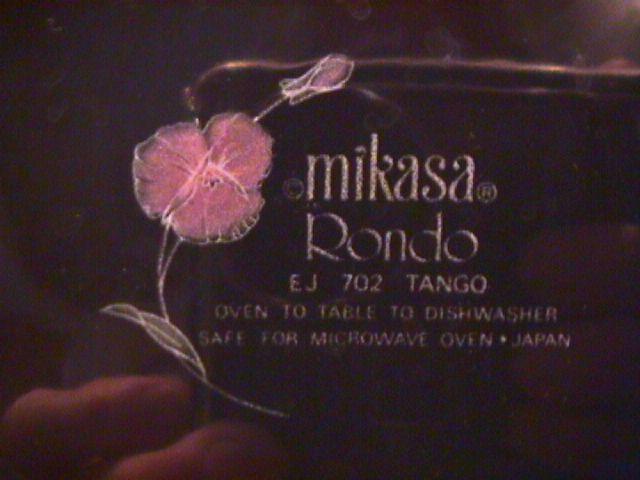 ©mikasa®
Rondo
EJ 702 TANGO
OVEN TO TABLE TO DISHWASHER
SAFE FOR MICROWAVE OVEN • JAPAN